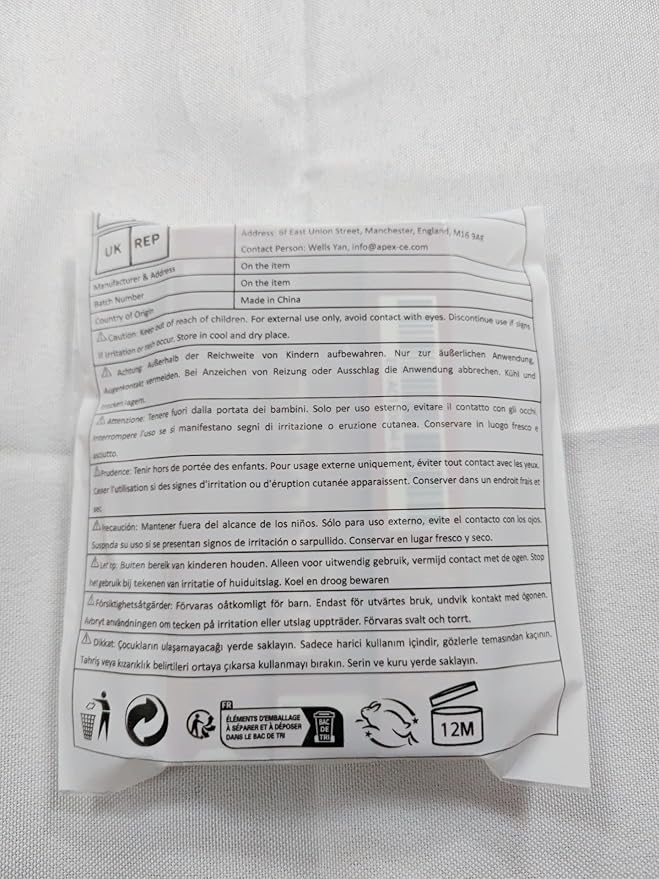 UK REP
Address: 6f East Union Street, Manchester, England, M16 9AE
Contact Person: Wells Yan, info@apex-ce.com
Manufacturer & Address On the item
Batch Number On the item
Country of Origin Made in China
Caution: Keep out of reach of children. For external use only, avoid contact with eyes. Discontinue use if signs
if irritation or rash occur. Store in cool and dry place.
Achtung: Außerhalb der Reichweite von Kindern aufbewahren. Nur zur äußerlichen Anwendung,
Augenkontakt vermeiden. Bei Anzeichen von Reizung oder Ausschlag die Anwendung abbrechen. Kühl und
trocken lagern.
Attenzione: Tenere fuori dalla portata dei bambini. Solo per uso esterno, evitare il contatto con gli occhi.
Interrompere l'uso se si manifestano segni di irritazione o eruzione cutanea. Conservare in luogo fresco e
asciutto.
Prudence: Tenir hors de portée des enfants. Pour usage externe uniquement, éviter tout contact avec les yeux.
Cesser l'utilisation si des signes d'irritation ou d'éruption cutanée apparaissent. Conserver dans un endroit frais et
sec.
Precaución: Mantener fuera del alcance de los niños. Sólo para uso externo, evite el contacto con los ojos.
Suspenda su uso si se presentan signos de irritación o sarpullido. Conservar en lugar fresco y seco.
Let op: Buiten bereik van kinderen houden. Alleen voor uitwendig gebruik, vermijd contact met de ogen. Stop
het gebruik bij tekenen van irritatie of huiduitslag. Koel en droog bewaren
Försiktighetsåtgärder: Förvaras oåtkomligt för barn. Endast för utvärtes bruk, undvik kontakt med ögonen.
Avbryt användningen om tecken på irritation eller utslag uppträder. Förvaras svalt och torrt.
Dikkat: Çocukların ulaşamayacağı yerde saklayın. Sadece harici kullanım içindir, gözlerle temasından kaçının.
Tahriş veya kızarıklık belirtileri ortaya çıkarsa kullanmayı bırakın. Serin ve kuru yerde saklayın.
FR
ÉLÉMENTS D'EMBALLAGE
À SÉPARER ET À DÉPOSER
DANS LE BAC DE TRI
BAC
DE
TRI
12M